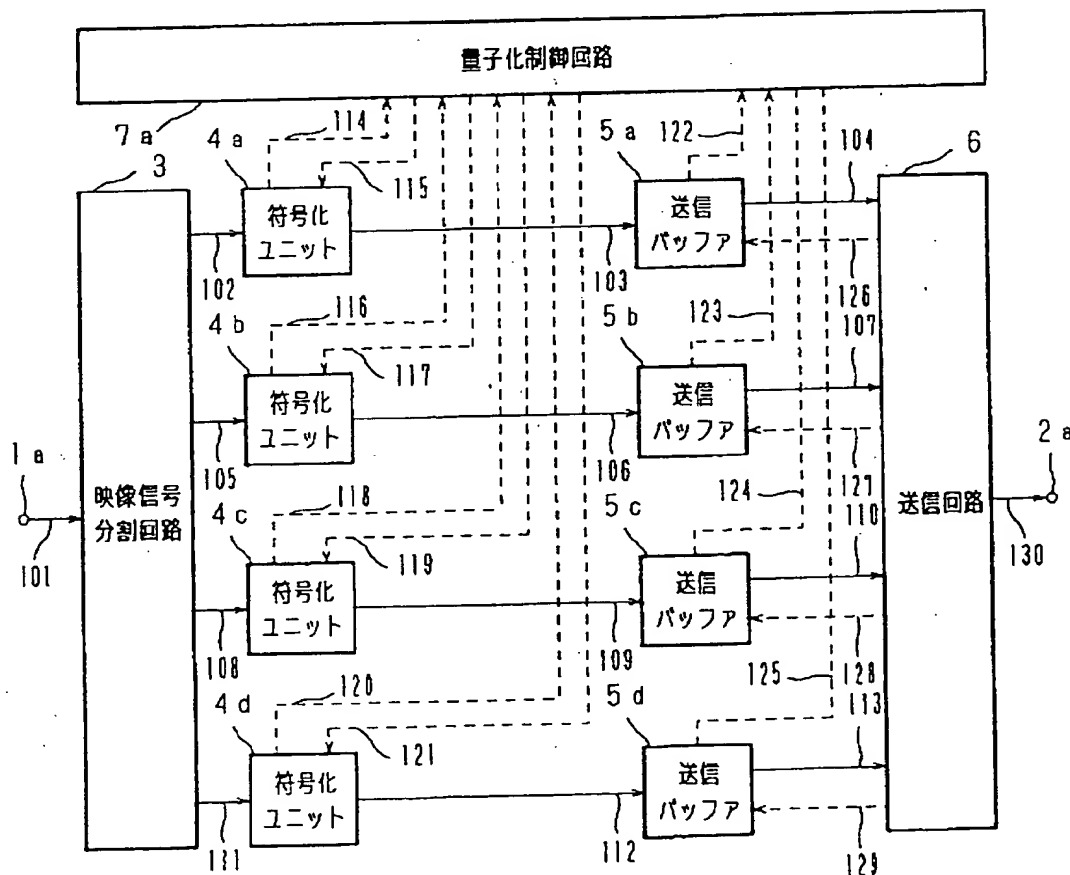 量子化制御回路
7a
114
4a
3
115
122
5a
104
6
符号化
ユニット
送信
バッファ
102
103
126
116
4b
117
123
5b
107
符号化
ユニット
送信
バッファ
105
106
127
1a
101
映像信号
分割回路
118
4c
119
124
5c
110
送信回路
2a
130
符号化
ユニット
送信
バッファ
108
109
128
120
4d
121
125
5d
113
符号化
ユニット
送信
バッファ
111
112
129